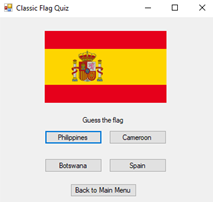 Classic Flag Quiz
Guess the flag
Philippines Cameroon
Botswana Spain
Back to Main Menu